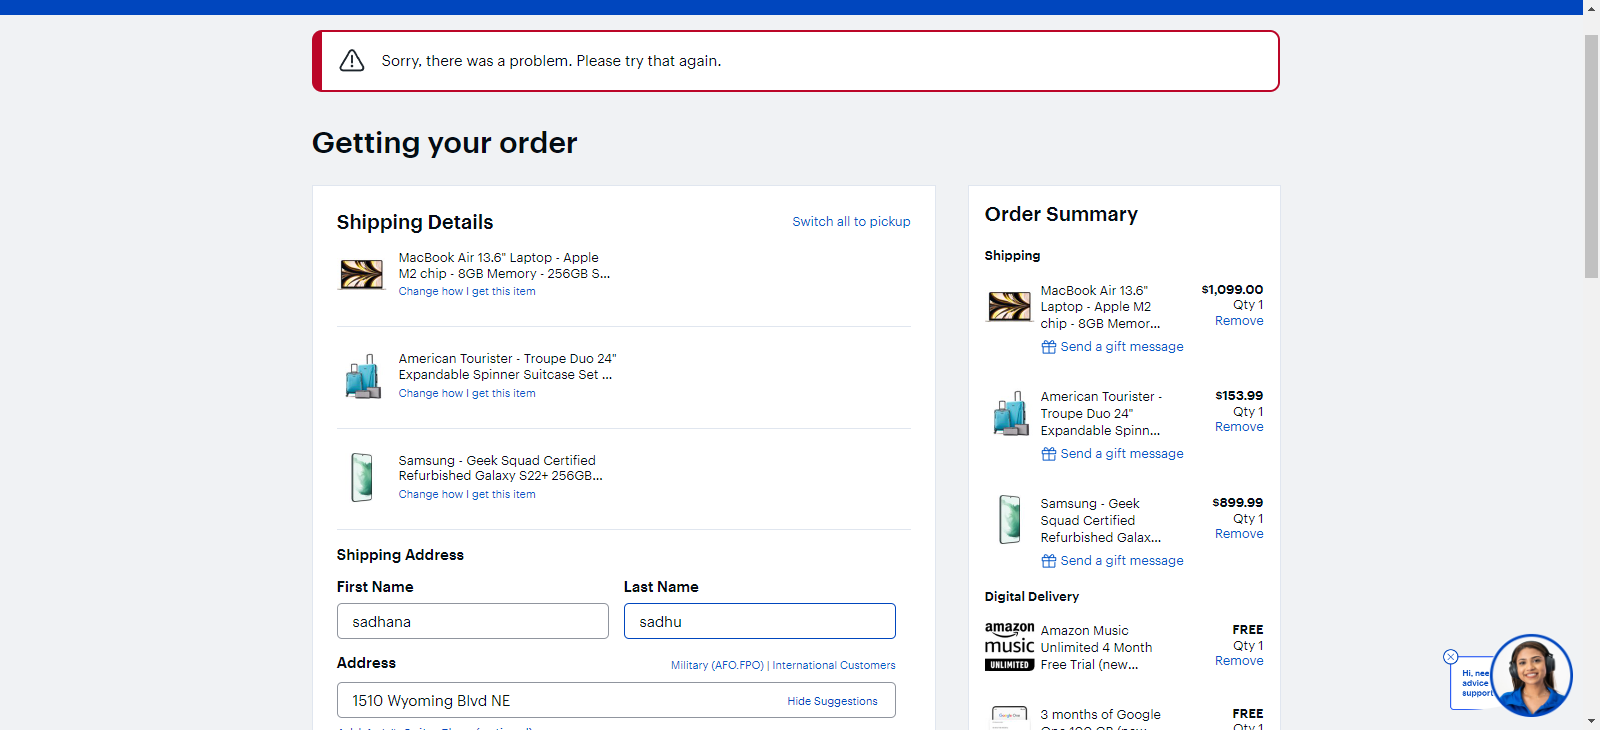 Sorry, there was a problem. Please try that again.
Getting your order
Shipping Details
Switch all to pickup
MacBook Air 13.6" Laptop - Apple
M2 chip - 8GB Memory - 256GB S...
Change how I get this item
American Tourister - Troupe Duo 24"
Expandable Spinner Suitcase Set ...
Change how I get this item
Samsung - Geek Squad Certified
Refurbished Galaxy S22+ 256GB...
Change how I get this item
Shipping Address
First Name
Last Name
sadhana
sadhu
Address
Military (AFO.FPO) | International Customers
1510 Wyoming Blvd NE
Hide Suggestions
Order Summary
Shipping
MacBook Air 13.6"
Laptop - Apple M2
chip - 8GB Memor...
$1,099.00
Qty 1
Remove
Send a gift message
American Tourister -
Troupe Duo 24"
Expandable Spinn...
$153.99
Qty 1
Remove
Send a gift message
Samsung - Geek
Squad Certified
Refurbished Galax...
$899.99
Qty 1
Remove
Send a gift message
Digital Delivery
amazon
music
UNLIMITED
Amazon Music
Unlimited 4 Month
Free Trial (new...
FREE
Qty 1
Remove
Google One
3 months of Google
FREE
Qty 1
Hi, nee
advice
support